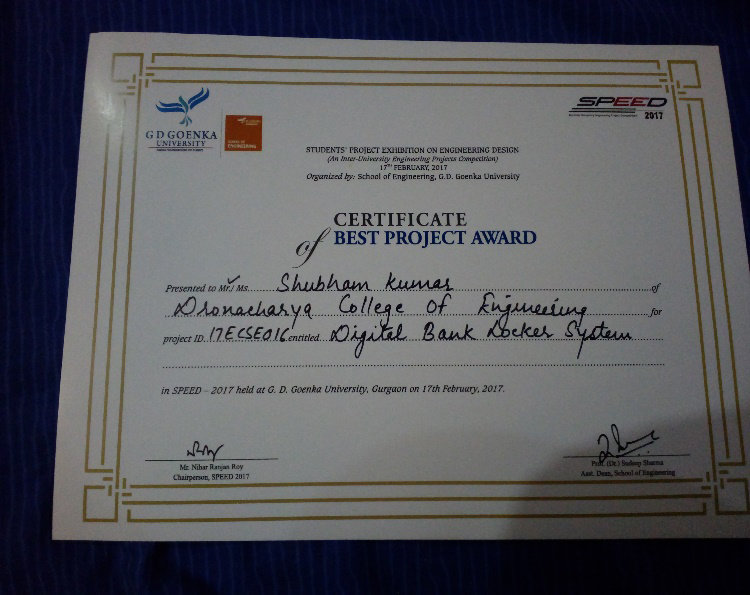 G D GOENKA
UNIVERSITY
SCHOOL OF
ENGINEERING
SPEED
2017
STUDENTS' PROJECT EXHIBITION ON ENGINEERING DESIGN
(An Inter-University Engineering Projects Competition)
17TH FEBRUARY, 2017
Organized by: School of Engineering, G.D. Goenka University
CERTIFICATE
of BEST PROJECT AWARD
Presented to Mr./ Ms. Shubham Kumar of
Dronacharya College Of Engineering for
project ID 17ECSE016 entitled Digital Bank Locker System
in SPEED – 2017 held at G. D. Goenka University, Gurgaon on 17th February, 2017.
Mr. Nihar Ranjan Roy
Chairperson, SPEED 2017
Prof. (Dr.) Sudeep Sharma
Asst. Dean, School of Engineering